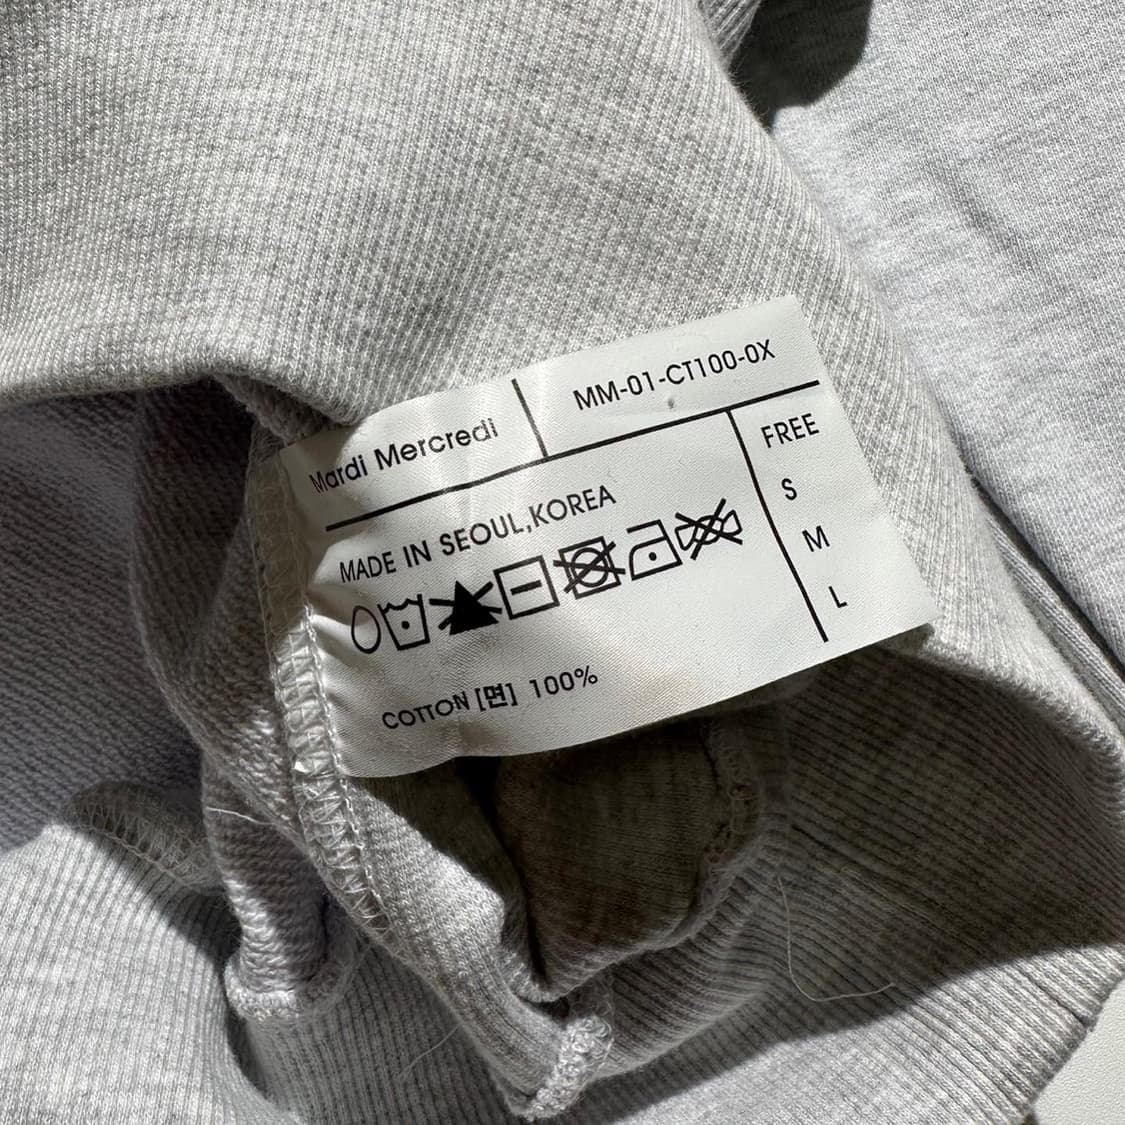 Mardi Mercredi
MM-01-CT100-0X
MADE IN SEOUL,KOREA
COTTON [면] 100%
FREE
S
M
L